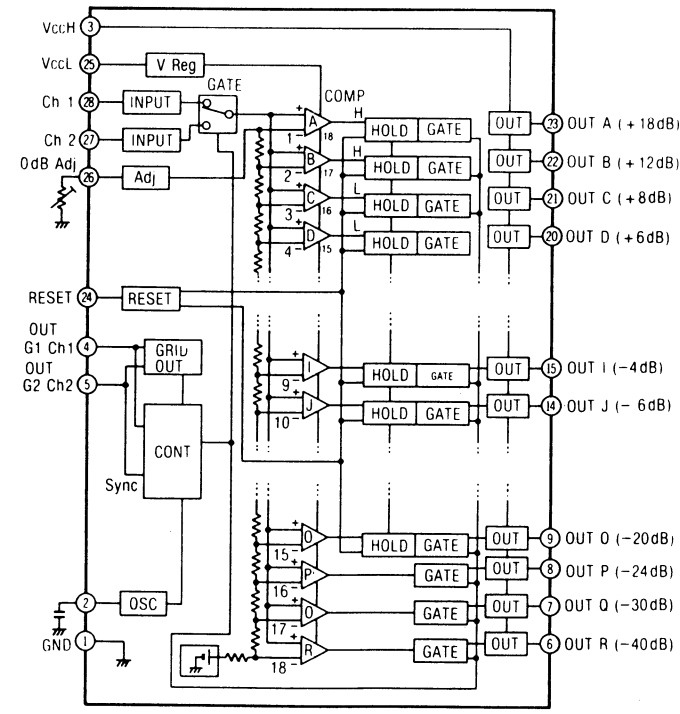 VccH 3
VccL 25 V Reg
GATE
COMP
Ch 1 28 INPUT
Ch 2 27 INPUT
0dB Adj
26 Adj
+ A 1 - 18 H HOLD GATE OUT 23 OUT A (+18dB)
+ B 2 - 17 H HOLD GATE OUT 22 OUT B (+12dB)
+ C 3 - 16 L HOLD GATE OUT 21 OUT C (+8dB)
+ D 4 - 15 L HOLD GATE OUT 20 OUT D (+6dB)
RESET 24 RESET
OUT
G1 Ch1 4
OUT
G2 Ch2 5
GRID
OUT
CONT
Sync
+ I 9 - HOLD GATE OUT 15 OUT I (-4dB)
+ J 10 - HOLD GATE OUT 14 OUT J (- 6dB)
+ O 15 - HOLD GATE OUT 9 OUT O (-20dB)
+ P 16 - GATE OUT 8 OUT P (-24dB)
+ O 17 - GATE OUT 7 OUT Q (-30dB)
+ R 18 - GATE OUT 6 OUT R (-40dB)
2 OSC
GND 1